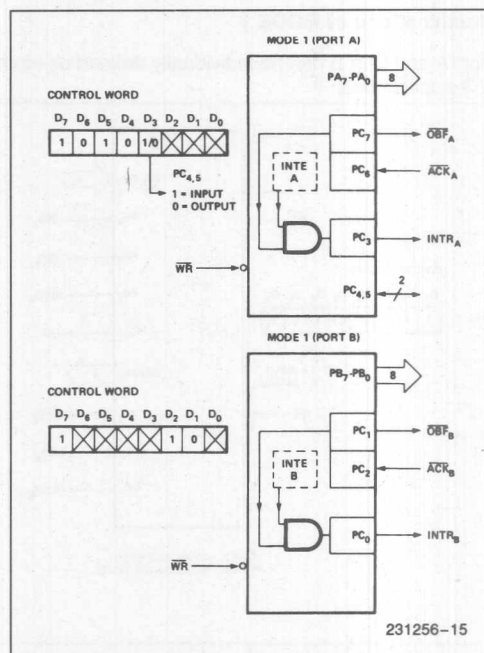 MODE 1 (PORT A)
PA7-PA0
8
CONTROL WORD
D7 D6 D5 D4 D3 D2 D1 D0
1 0 1 0 1/0
PC4,5
1 = INPUT
0 = OUTPUT
PC7
OBFA
INTE
A
PC6
ACKA
PC3
INTRA
WR
PC4,5
2
MODE 1 (PORT B)
PB7-PB0
8
CONTROL WORD
D7 D6 D5 D4 D3 D2 D1 D0
1 1 0
PC1
OBFB
INTE
B
PC2
ACKB
PC0
INTRB
WR
231256-15